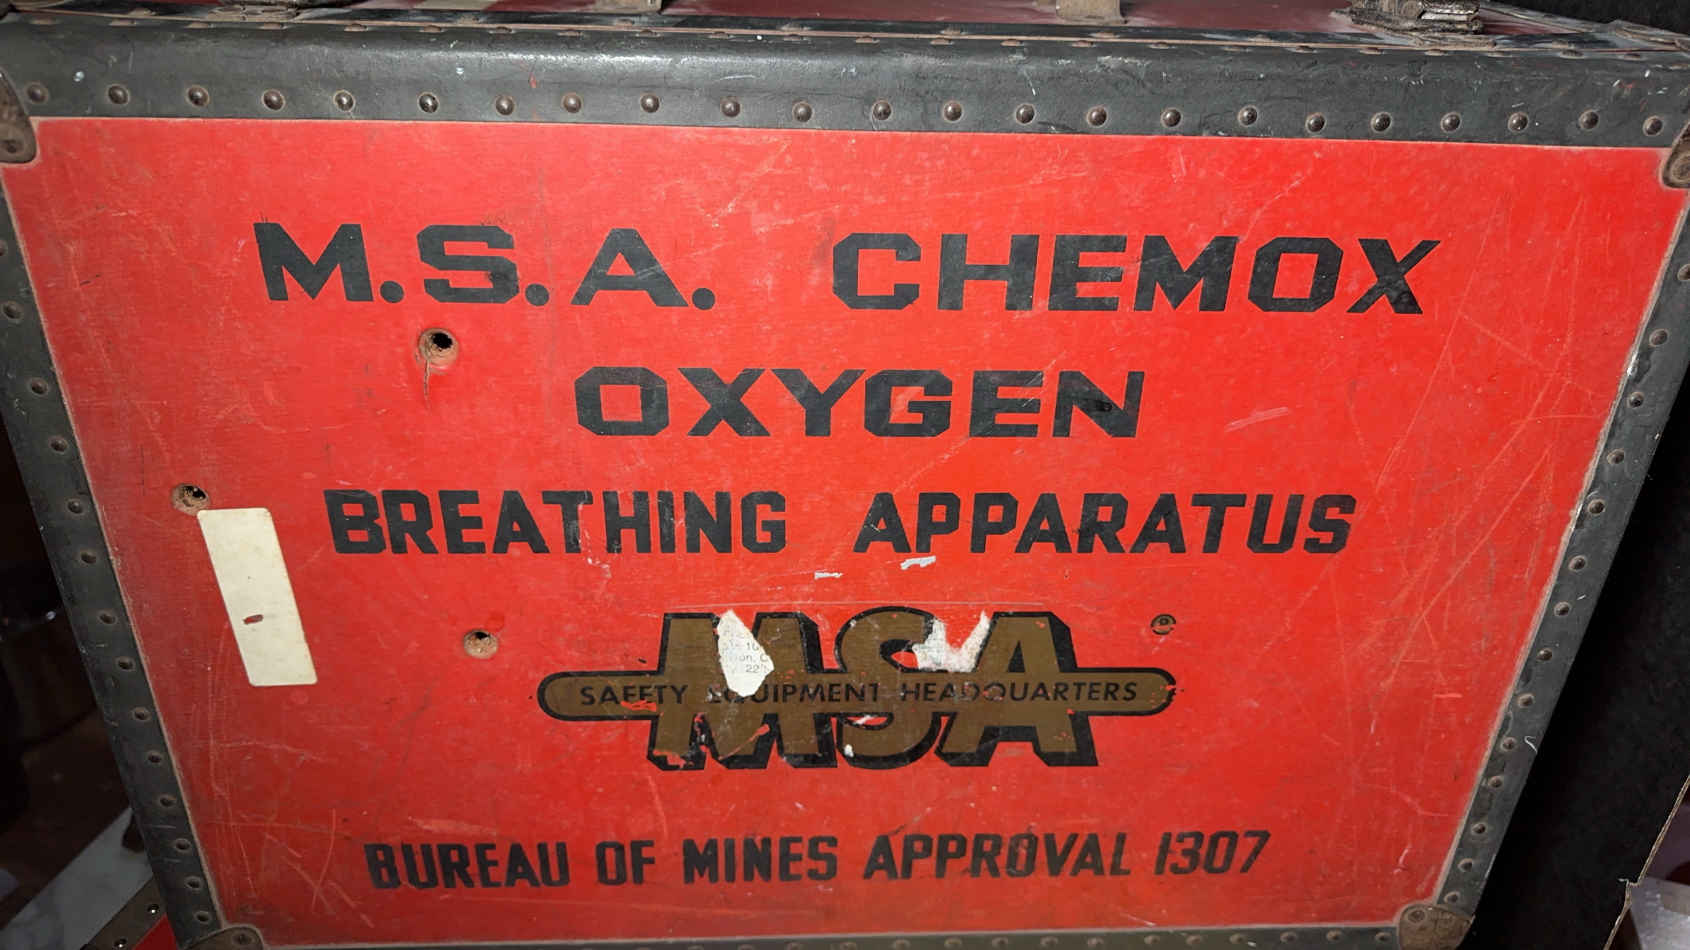 M.S.A. CHEMOX
OXYGEN
BREATHING APPARATUS
MSA
SAFETY EQUIPMENT HEADQUARTERS
BUREAU OF MINES APPROVAL 1307